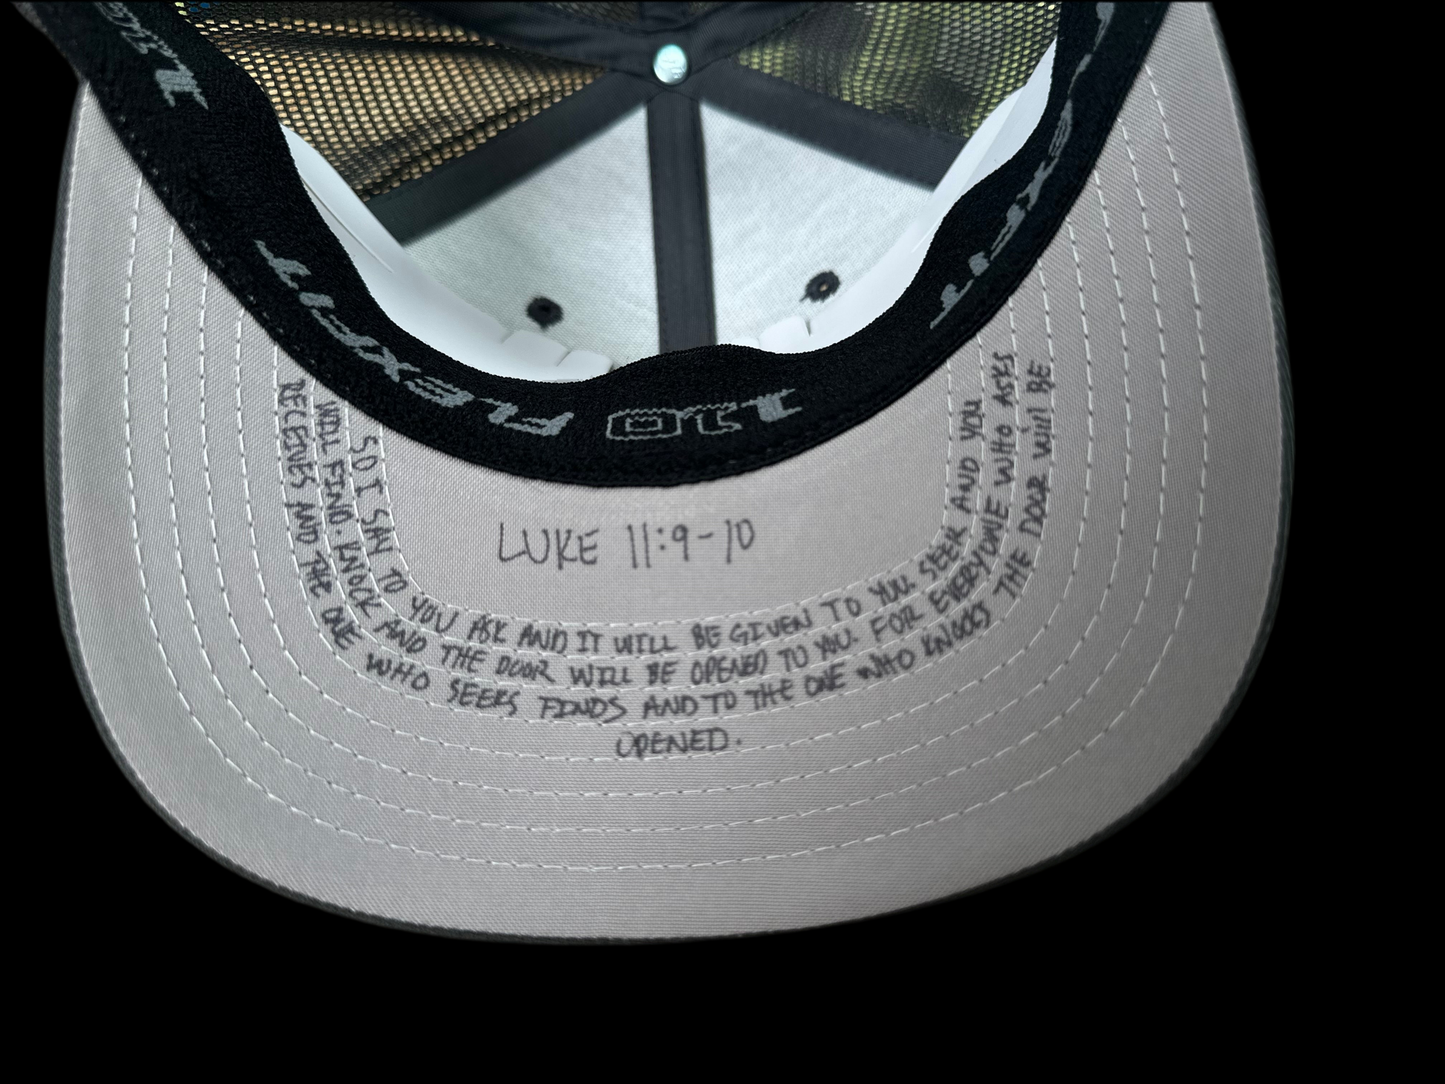 FLEXFIT
110
FLEXFIT
LUKE 11:9-10
SO I SAY TO YOU ASK AND IT WILL BE GIVEN TO YOU. SEEK AND YOU
WILL FIND. KNOCK AND THE DOOR WILL BE OPENED TO YOU. FOR EVERYONE WHO ASKS
RECEIVES AND THE ONE WHO SEEKS FINDS AND TO THE ONE WHO KNOCKS THE DOOR Will BE
OPENED.